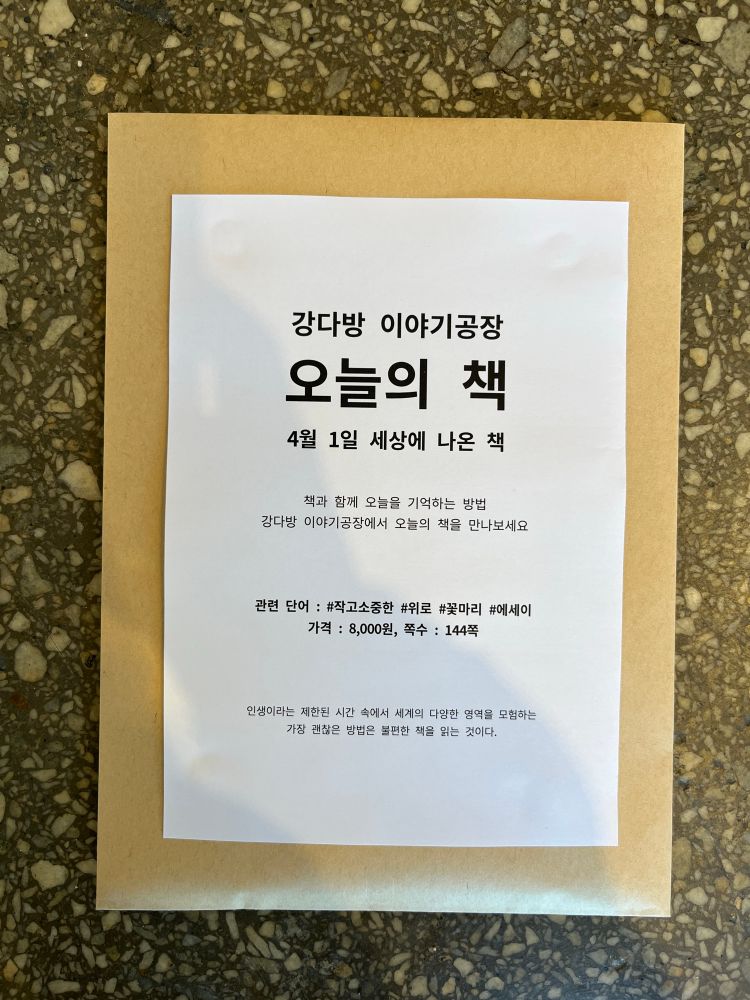 강다방 이야기공장
오늘의 책
4월 1일 세상에 나온 책
책과 함께 오늘을 기억하는 방법
강다방 이야기공장에서 오늘의 책을 만나보세요
관련 단어 : #작고소중한 #위로 #꽃마리 #에세이
가격 : 8,000원, 쪽수 : 144쪽
인생이라는 제한된 시간 속에서 세계의 다양한 영역을 모험하는
가장 괜찮은 방법은 불편한 책을 읽는 것이다.